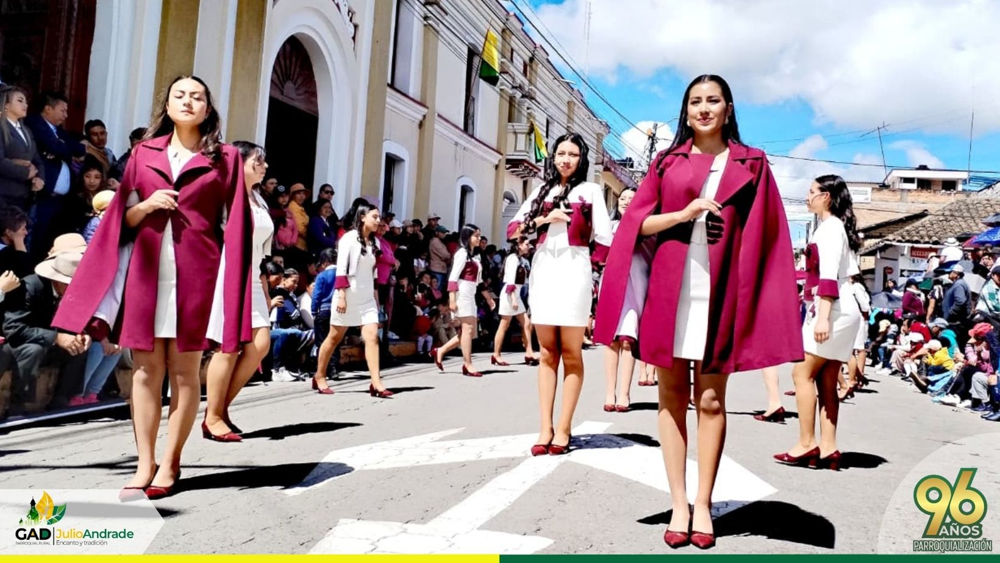 GAD JulioAndrade
PARROQUIAL RURAL Encanto y tradición
96
AÑOS
PARROQUIALIZACIÓN